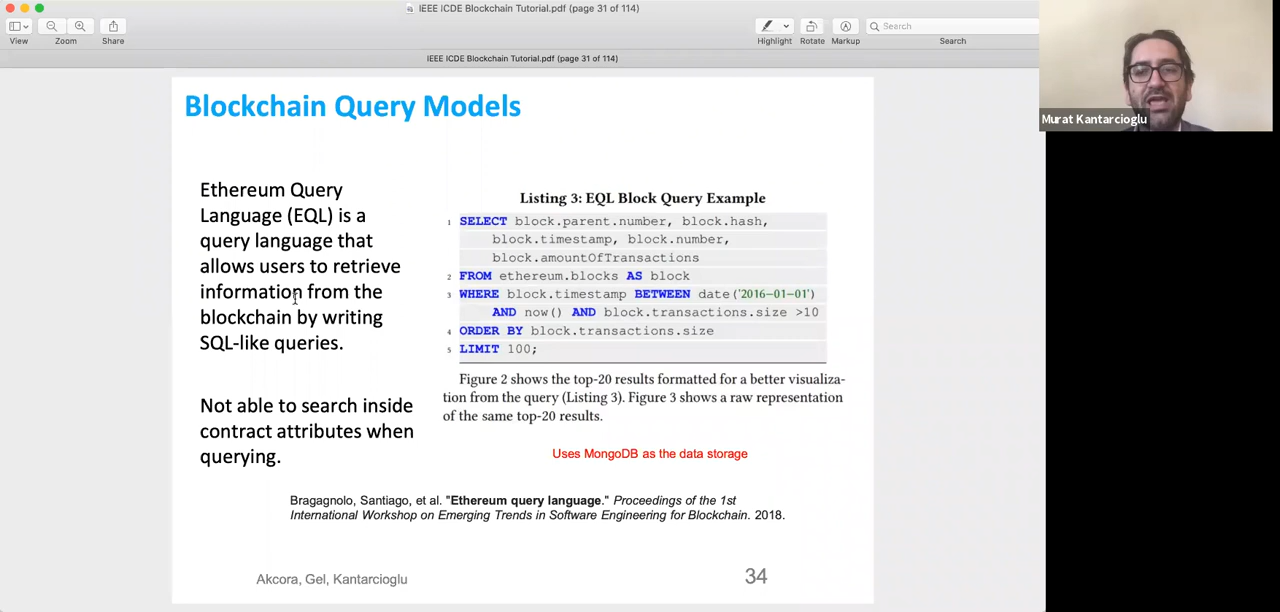 IEEE ICDE Blockchain Tutorial.pdf (page 31 of 114)
View
Zoom
Share
Highlight
Rotate
Markup
Search
Search
IEEE ICDE Blockchain Tutorial.pdf (page 31 of 114)
Murat Kantarcioglu
Blockchain Query Models
Ethereum Query
Language (EQL) is a
query language that
allows users to retrieve
information from the
blockchain by writing
SQL-like queries.
Not able to search inside
contract attributes when
querying.
Listing 3: EQL Block Query Example
1 SELECT block.parent.number, block.hash,
block.timestamp, block.number,
block.amountOfTransactions
2 FROM ethereum.blocks AS block
3 WHERE block.timestamp BETWEEN date('2016-01-01')
AND now() AND block.transactions.size >10
4 ORDER BY block.transactions.size
5 LIMIT 100;
Figure 2 shows the top-20 results formatted for a better visualiza-
tion from the query (Listing 3). Figure 3 shows a raw representation
of the same top-20 results.
Uses MongoDB as the data storage
Bragagnolo, Santiago, et al. "Ethereum query language." Proceedings of the 1st
International Workshop on Emerging Trends in Software Engineering for Blockchain. 2018.
Akcora, Gel, Kantarcioglu
34